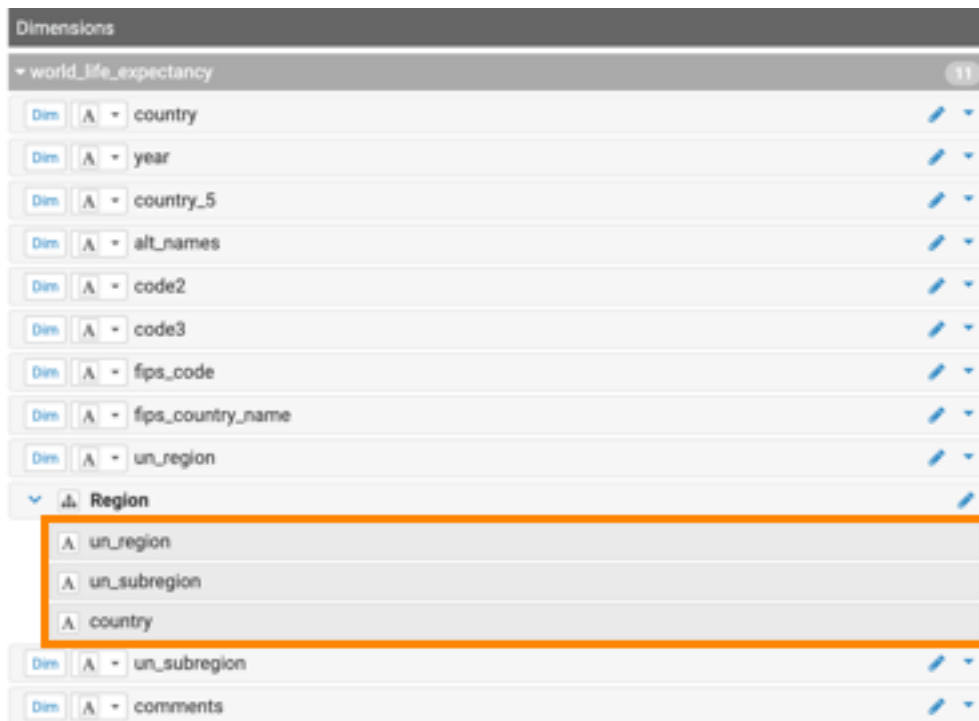 Dimensions
world_life_expectancy 11
Dim A country
Dim A year
Dim A country_5
Dim A alt_names
Dim A code2
Dim A code3
Dim A fips_code
Dim A fips_country_name
Dim A un_region
Region
A un_region
A un_subregion
A country
Dim A un_subregion
Dim A comments